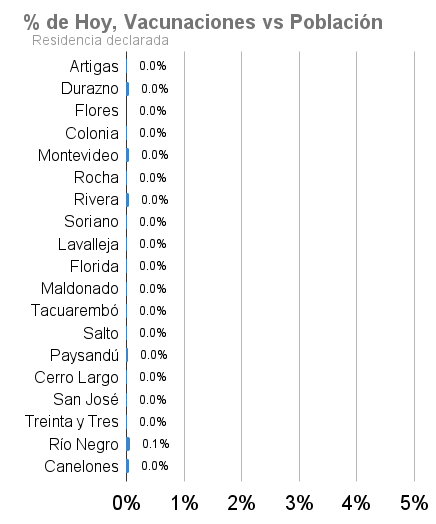 % de Hoy, Vacunaciones vs Población
Residencia declarada
Artigas 0.0%
Durazno 0.0%
Flores 0.0%
Colonia 0.0%
Montevideo 0.0%
Rocha 0.0%
Rivera 0.0%
Soriano 0.0%
Lavalleja 0.0%
Florida 0.0%
Maldonado 0.0%
Tacuarembó 0.0%
Salto 0.0%
Paysandú 0.0%
Cerro Largo 0.0%
San José 0.0%
Treinta y Tres 0.0%
Río Negro 0.1%
Canelones 0.0%
0% 1% 2% 3% 4% 5%